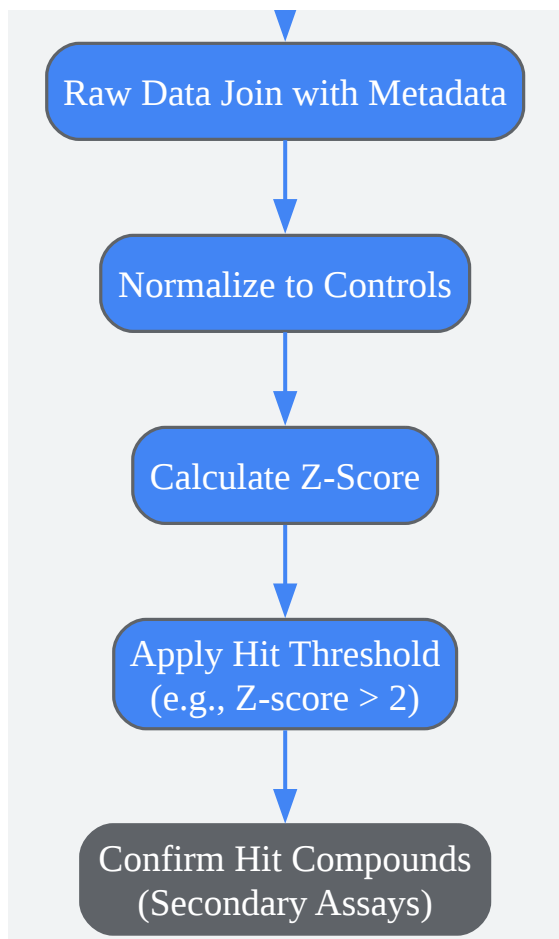 Raw Data Join with Metadata
Normalize to Controls
Calculate Z-Score
Apply Hit Threshold
(e.g., Z-score > 2)
Confirm Hit Compounds
(Secondary Assays)